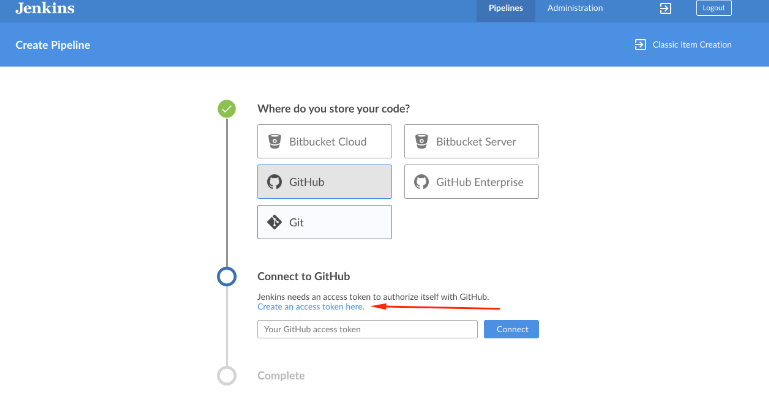 Jenkins
Pipelines
Administration
Logout
Create Pipeline
Classic Item Creation
Where do you store your code?
Bitbucket Cloud
Bitbucket Server
GitHub
GitHub Enterprise
Git
Connect to GitHub
Jenkins needs an access token to authorize itself with GitHub.
Create an access token here.
Your GitHub access token
Connect
Complete